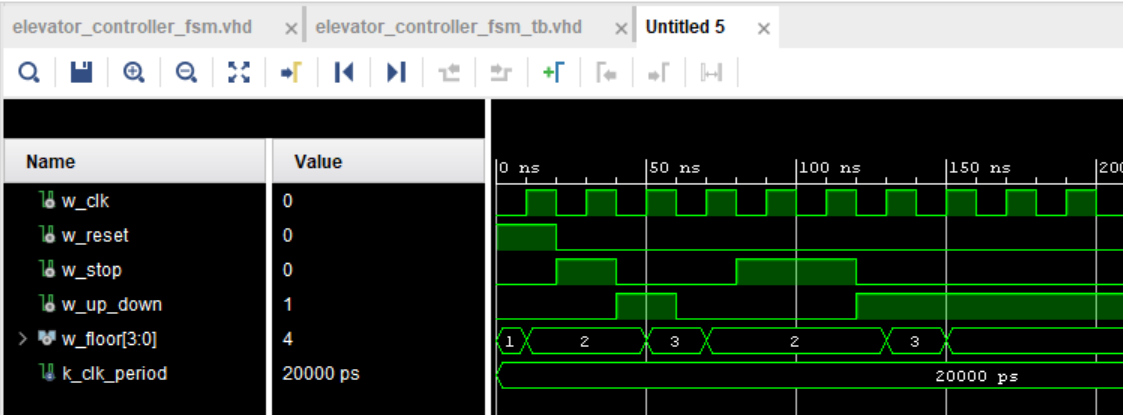 elevator_controller_fsm.vhd × elevator_controller_fsm_tb.vhd × Untitled 5 ×
Name Value
0 ns 50 ns 100 ns 150 ns 200
w_clk 0
w_reset 0
w_stop 0
w_up_down 1
w_floor[3:0] 4 1 2 3 2 3
k_clk_period 20000 ps 20000 ps